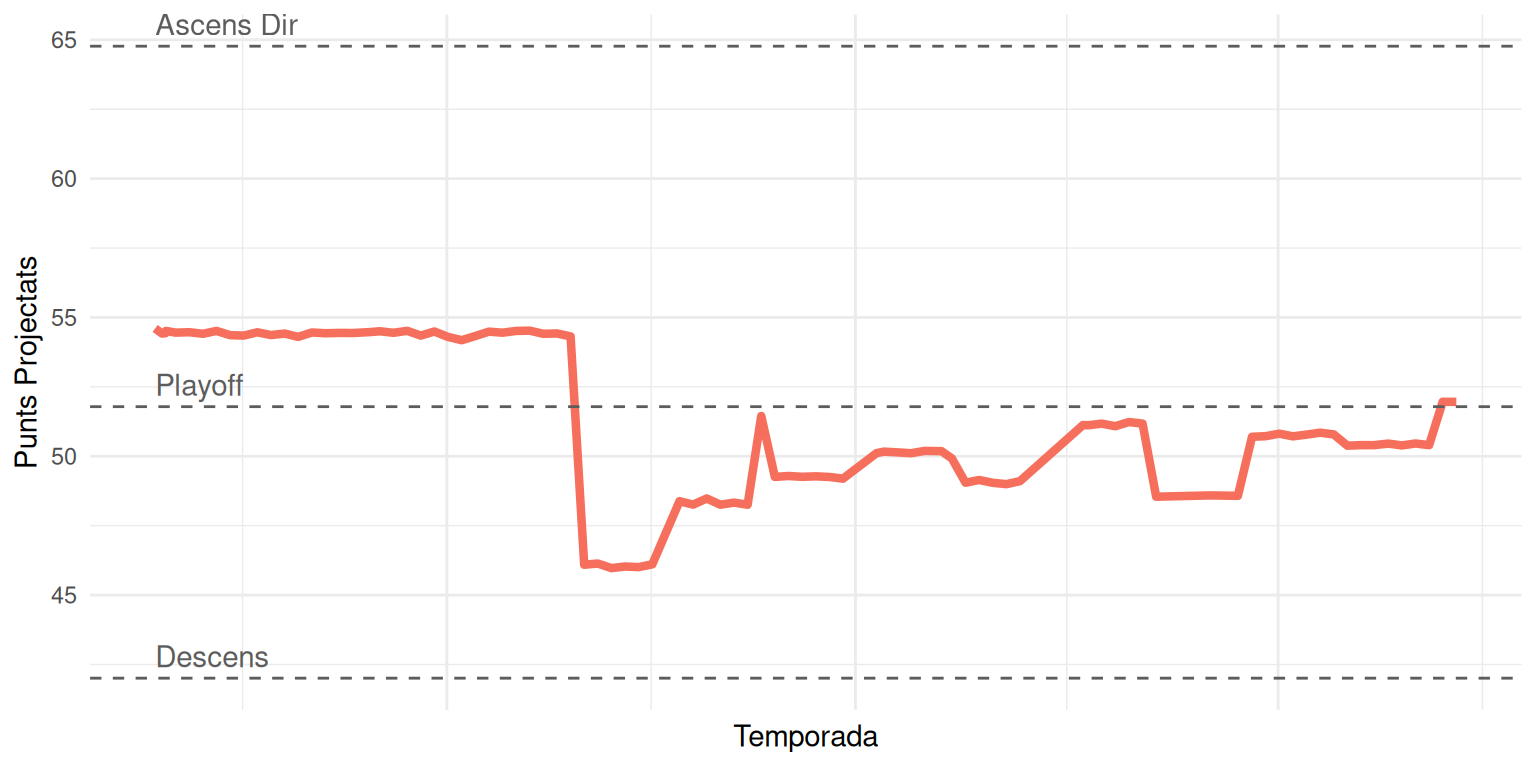 Ascens Dir
65
60
55
Playoff
50
45
Descens
Punts Projectats
Temporada